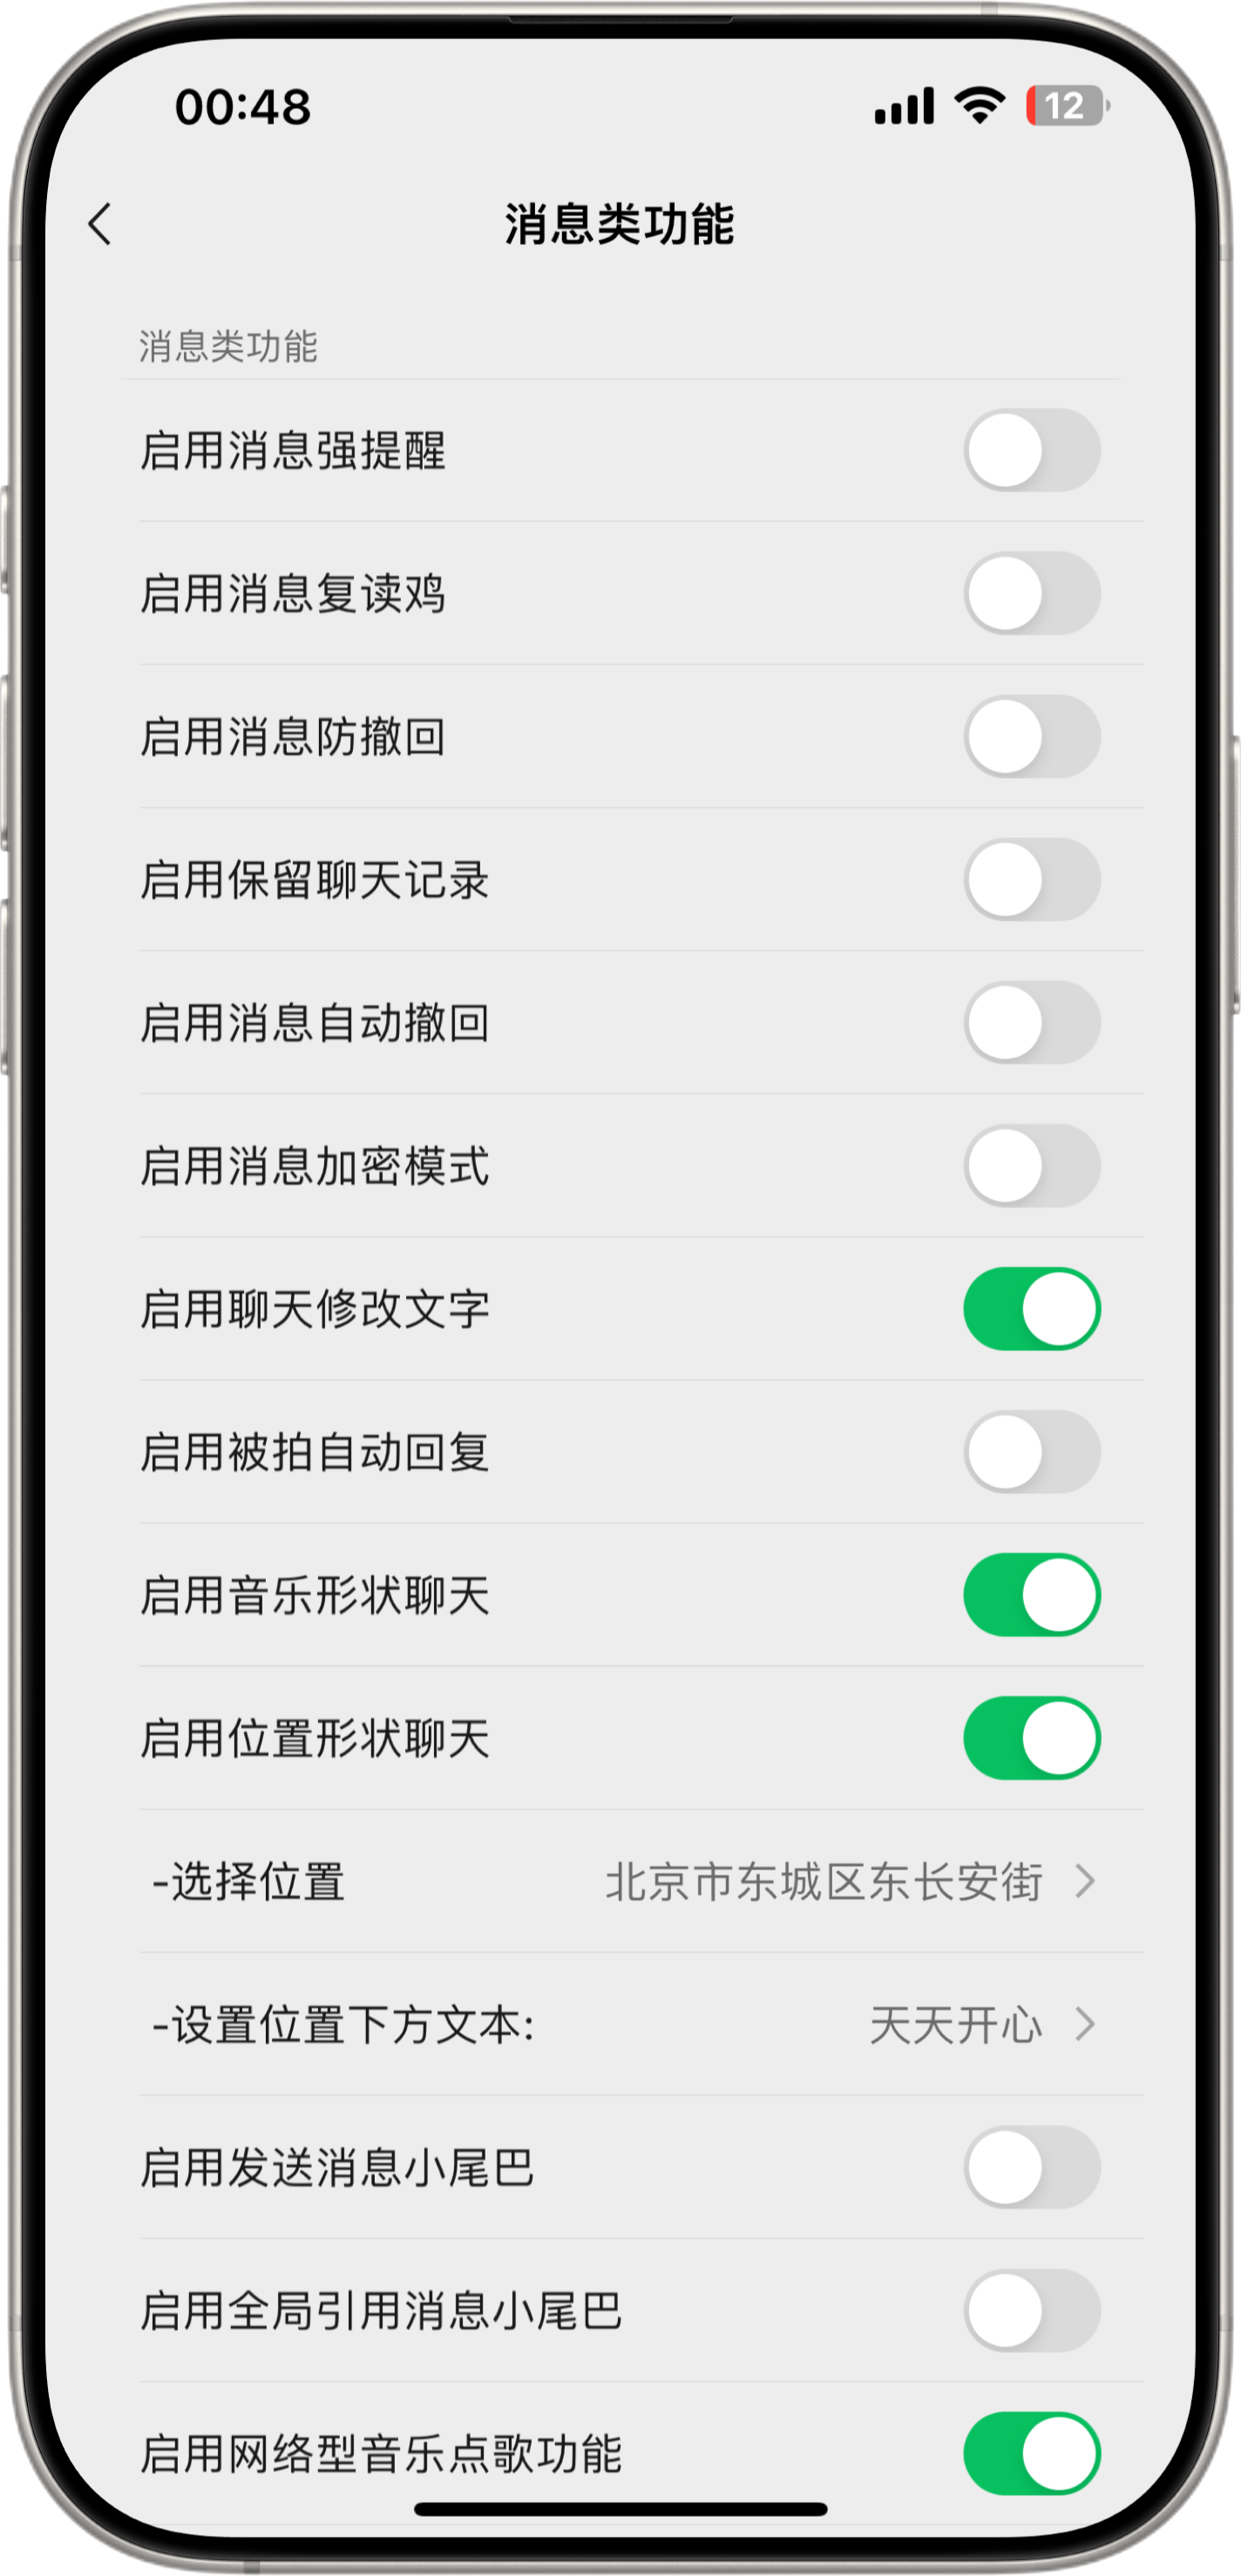 00:48
12
消息类功能
消息类功能
启用消息强提醒
启用消息复读鸡
启用消息防撤回
启用保留聊天记录
启用消息自动撤回
启用消息加密模式
启用聊天修改文字
启用被拍自动回复
启用音乐形状聊天
启用位置形状聊天
-选择位置 北京市东城区东长安街
-设置位置下方文本: 天天开心
启用发送消息小尾巴
启用全局引用消息小尾巴
启用网络型音乐点歌功能